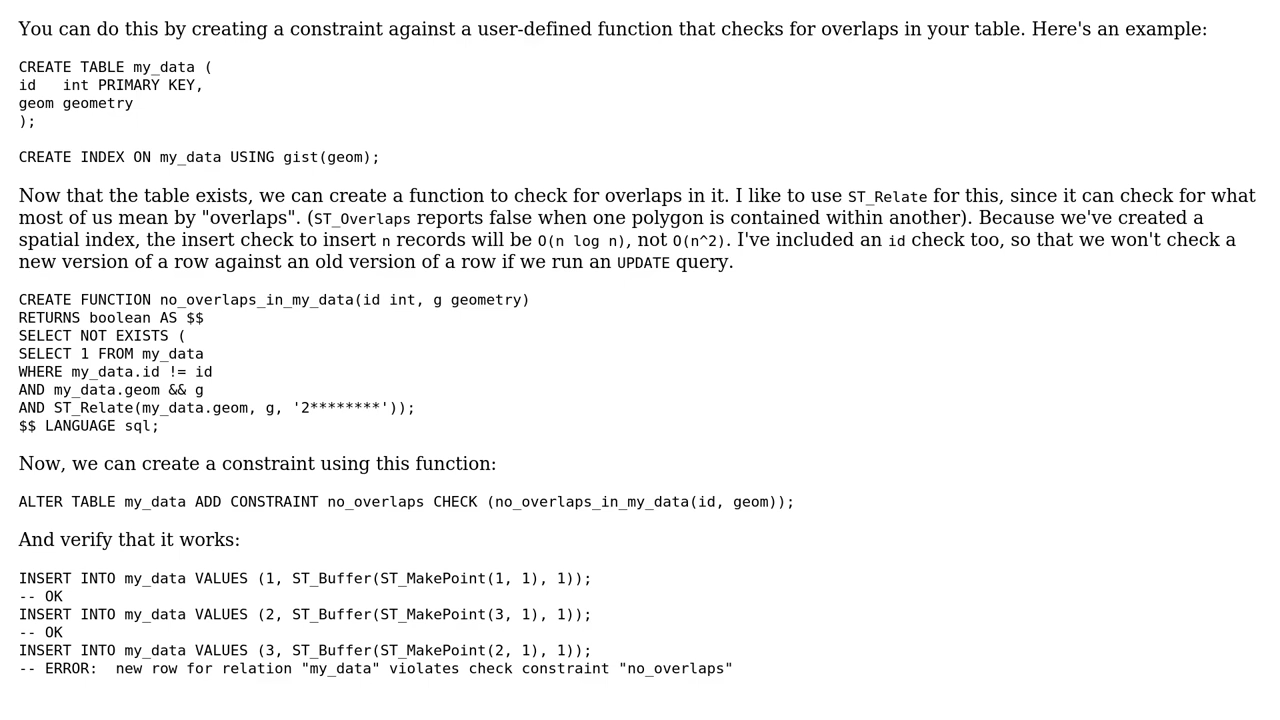 You can do this by creating a constraint against a user-defined function that checks for overlaps in your table. Here's an example:
CREATE TABLE my_data (
id   int PRIMARY KEY,
geom geometry
);
CREATE INDEX ON my_data USING gist(geom);
Now that the table exists, we can create a function to check for overlaps in it. I like to use ST_Relate for this, since it can check for what
most of us mean by "overlaps". (ST_Overlaps reports false when one polygon is contained within another). Because we've created a
spatial index, the insert check to insert n records will be O(n log n), not O(n^2). I've included an id check too, so that we won't check a
new version of a row against an old version of a row if we run an UPDATE query.
CREATE FUNCTION no_overlaps_in_my_data(id int, g geometry)
RETURNS boolean AS $$
SELECT NOT EXISTS (
SELECT 1 FROM my_data
WHERE my_data.id != id
AND my_data.geom && g
AND ST_Relate(my_data.geom, g, '2********'));
$$ LANGUAGE sql;
Now, we can create a constraint using this function:
ALTER TABLE my_data ADD CONSTRAINT no_overlaps CHECK (no_overlaps_in_my_data(id, geom));
And verify that it works:
INSERT INTO my_data VALUES (1, ST_Buffer(ST_MakePoint(1, 1), 1));
-- OK
INSERT INTO my_data VALUES (2, ST_Buffer(ST_MakePoint(3, 1), 1));
-- OK
INSERT INTO my_data VALUES (3, ST_Buffer(ST_MakePoint(2, 1), 1));
-- ERROR:  new row for relation "my_data" violates check constraint "no_overlaps"